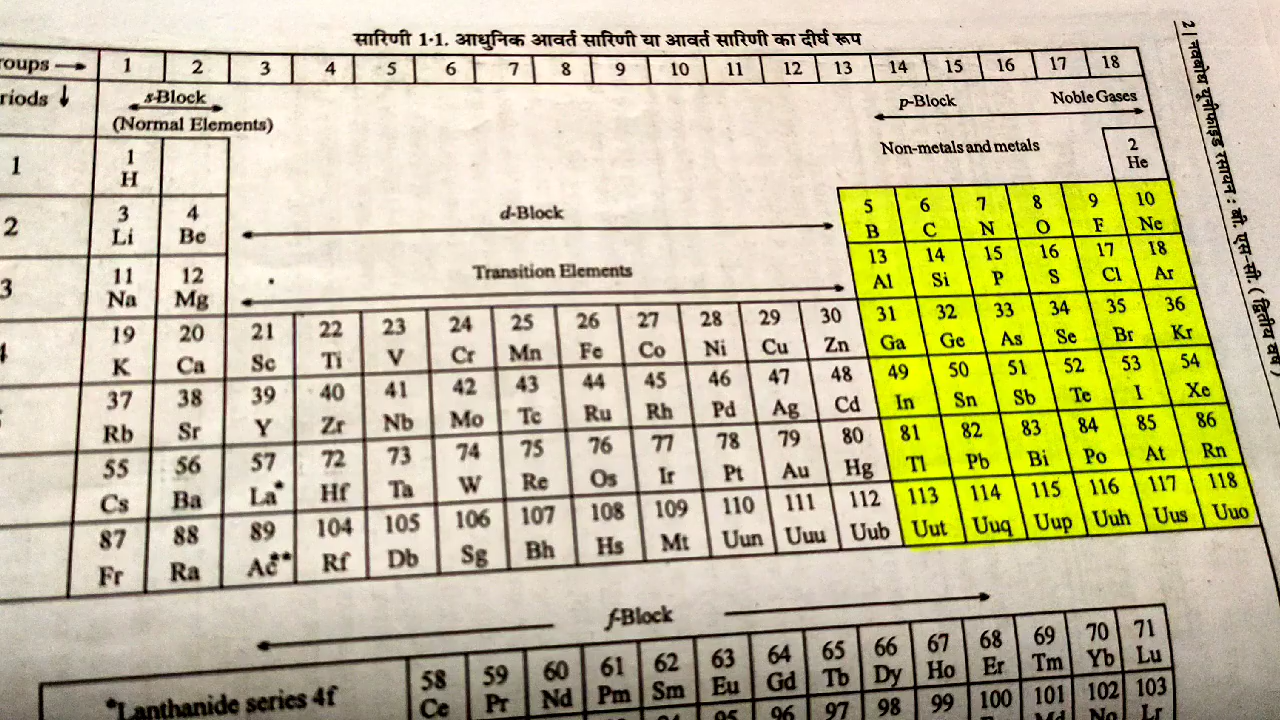 सारिणी 1·1. आधुनिक आवर्त सारिणी या आवर्त सारिणी का दीर्घ रूप
roups → 1 2 3 4 5 6 7 8 9 10 11 12 13 14 15 16 17 18
riods ↓ s-Block p-Block Noble Gases
(Normal Elements) Non-metals and metals
1 1 2
H He
2 3 4 d-Block 5 6 7 8 9 10
Li Be B C N O F Ne
3 11 12 Transition Elements 13 14 15 16 17 18
Na Mg Al Si P S Cl Ar
19 20 21 22 23 24 25 26 27 28 29 30 31 32 33 34 35 36
K Ca Sc Ti V Cr Mn Fe Co Ni Cu Zn Ga Ge As Se Br Kr
37 38 39 40 41 42 43 44 45 46 47 48 49 50 51 52 53 54
Rb Sr Y Zr Nb Mo Tc Ru Rh Pd Ag Cd In Sn Sb Te I Xe
55 56 57 72 73 74 75 76 77 78 79 80 81 82 83 84 85 86
Cs Ba La* Hf Ta W Re Os Ir Pt Au Hg Tl Pb Bi Po At Rn
87 88 89 104 105 106 107 108 109 110 111 112 113 114 115 116 117 118
Fr Ra Ac** Rf Db Sg Bh Hs Mt Uun Uuu Uub Uut Uuq Uup Uuh Uus Uuo
f-Block
58 59 60 61 62 63 64 65 66 67 68 69 70 71
*Lanthanide series 4f Ce Pr Nd Pm Sm Eu Gd Tb Dy Ho Er Tm Yb Lu
95 96 97 98 99 100 101 102 103
Md No Lr
2 | नवबोध यूनीफाइड रसायन : बी. एस-सी. ( द्वितीय वर्ष )